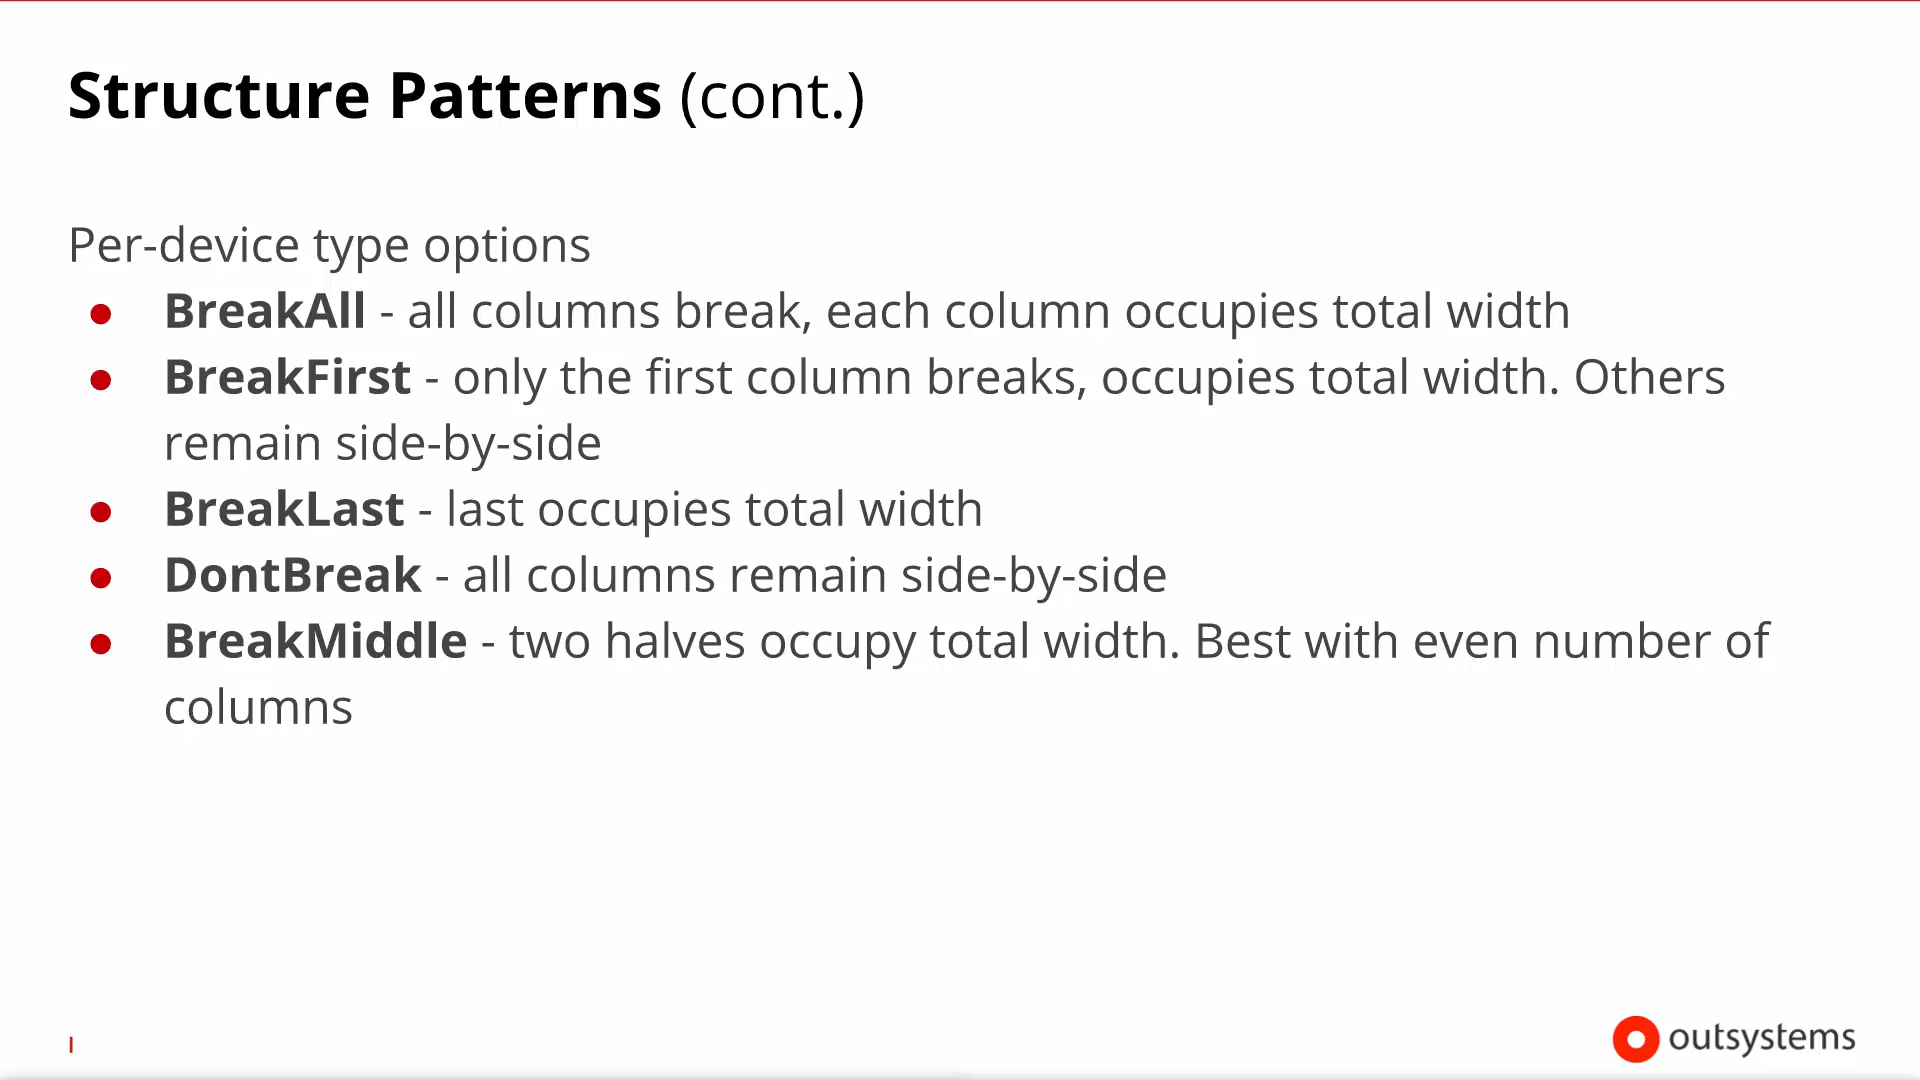 Structure Patterns (cont.)
Per-device type options
● BreakAll - all columns break, each column occupies total width
● BreakFirst - only the first column breaks, occupies total width. Others
remain side-by-side
● BreakLast - last occupies total width
● DontBreak - all columns remain side-by-side
● BreakMiddle - two halves occupy total width. Best with even number of
columns
I
outsystems